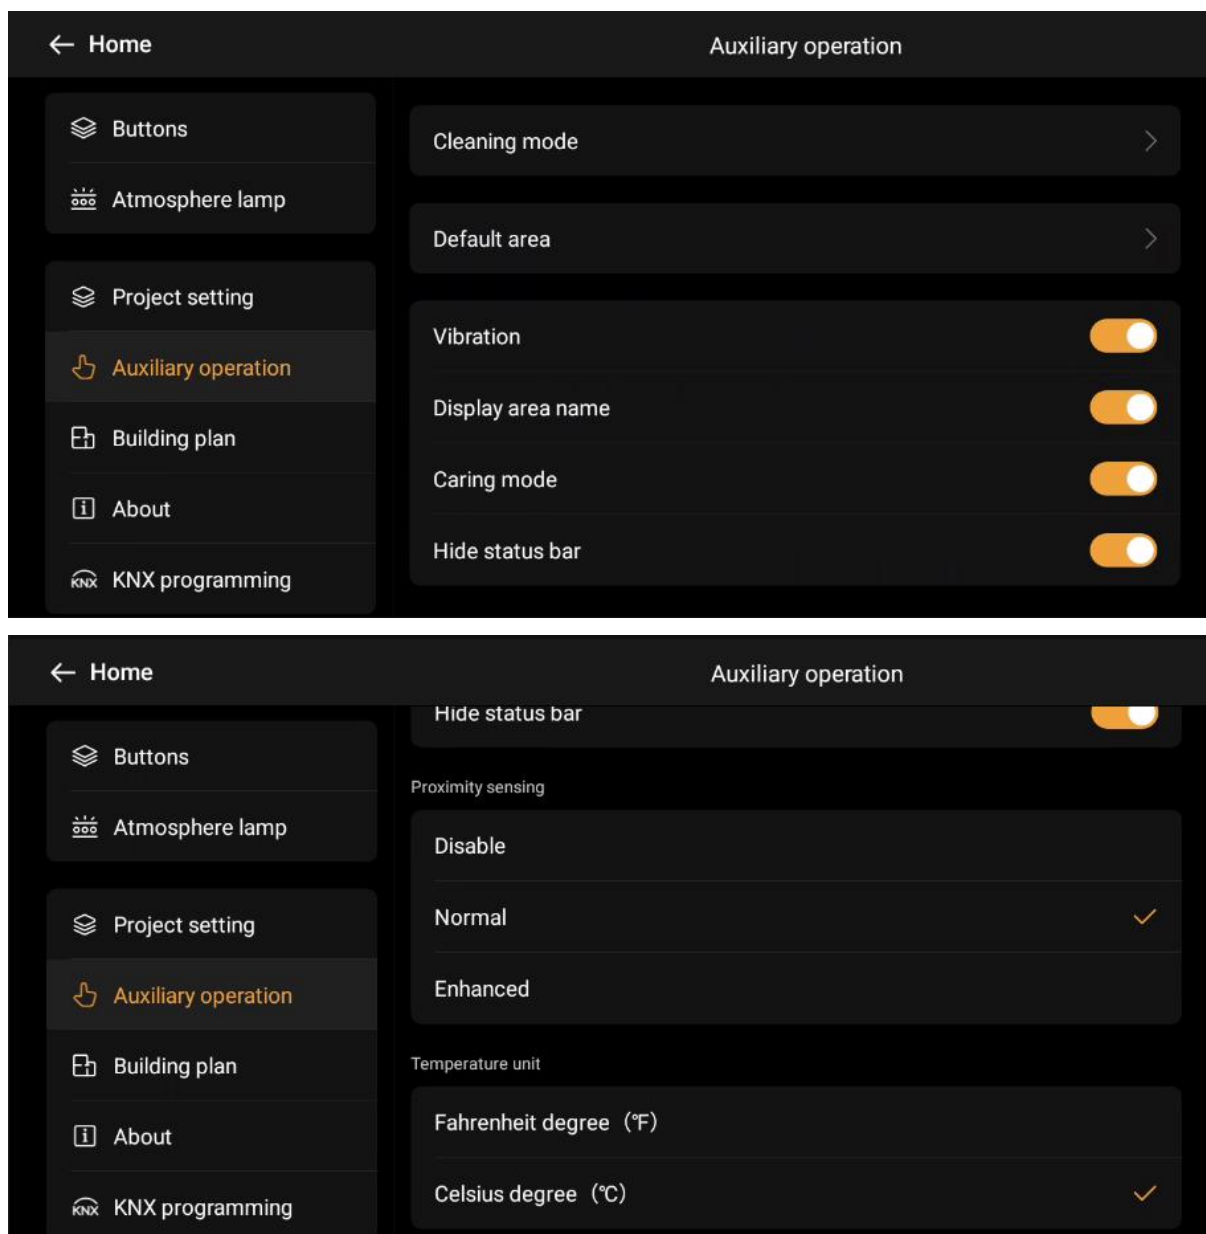 Home
Auxiliary operation
Buttons
Atmosphere lamp
Project setting
Auxiliary operation
Building plan
About
KNX KNX programming
Cleaning mode
Default area
Vibration
Display area name
Caring mode
Hide status bar
Home
Auxiliary operation
Buttons
Atmosphere lamp
Project setting
Auxiliary operation
Building plan
About
KNX KNX programming
Hide status bar
Proximity sensing
Disable
Normal
Enhanced
Temperature unit
Fahrenheit degree（℉）
Celsius degree（℃）